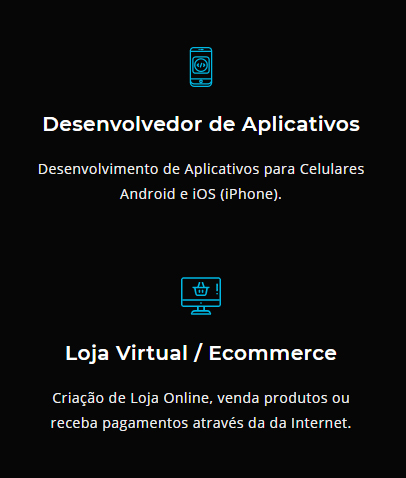 Desenvolvedor de Aplicativos
Desenvolvimento de Aplicativos para Celulares
Android e iOS (iPhone).
Loja Virtual / Ecommerce
Criação de Loja Online, venda produtos ou
receba pagamentos através da da Internet.